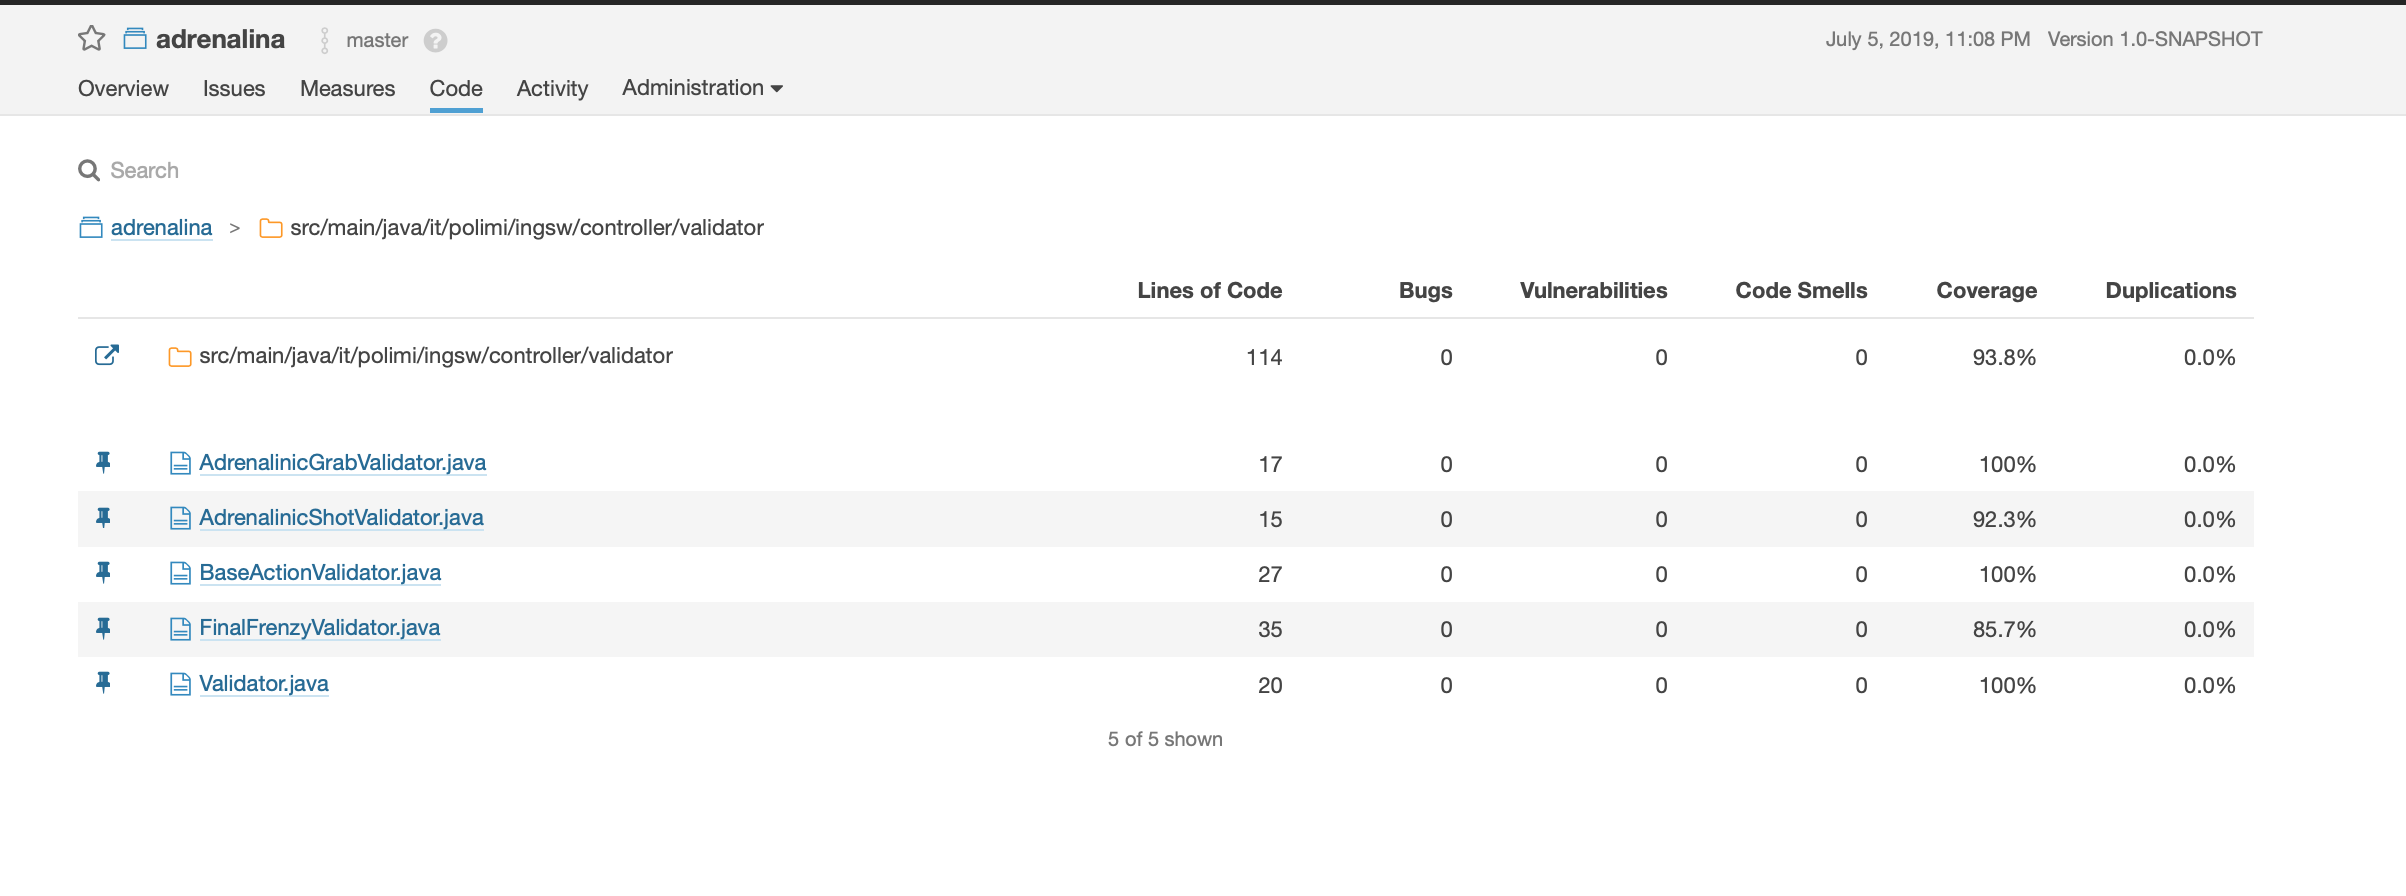 adrenalina master ? July 5, 2019, 11:08 PM Version 1.0-SNAPSHOT
Overview Issues Measures Code Activity Administration
Search
adrenalina > src/main/java/it/polimi/ingsw/controller/validator
Lines of Code Bugs Vulnerabilities Code Smells Coverage Duplications
src/main/java/it/polimi/ingsw/controller/validator 114 0 0 0 93.8% 0.0%
AdrenalinicGrabValidator.java 17 0 0 0 100% 0.0%
AdrenalinicShotValidator.java 15 0 0 0 92.3% 0.0%
BaseActionValidator.java 27 0 0 0 100% 0.0%
FinalFrenzyValidator.java 35 0 0 0 85.7% 0.0%
Validator.java 20 0 0 0 100% 0.0%
5 of 5 shown